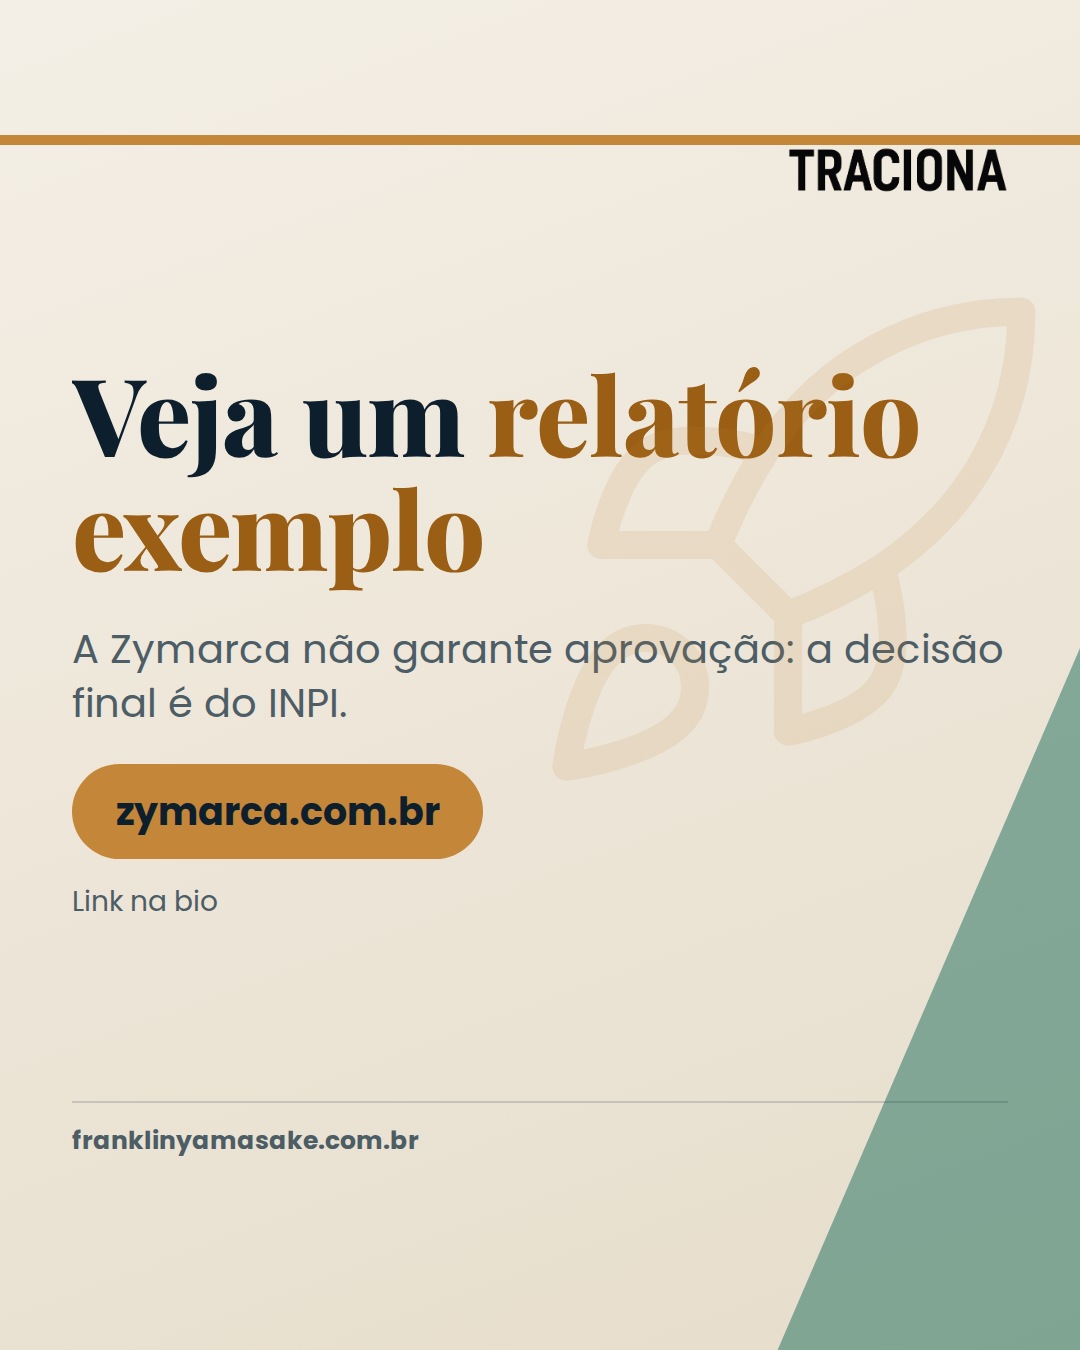 TRACIONA
Veja um relatório
exemplo
A Zymarca não garante aprovação: a decisão
final é do INPI.
zymarca.com.br
Link na bio
franklinyamasake.com.br